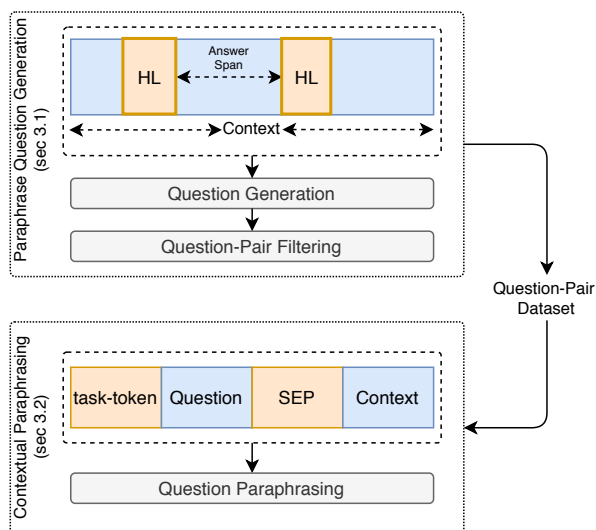 Paraphrase Question Generation
(sec 3.1)
Answer
Span
HL
HL
Context
Question Generation
Question-Pair Filtering
Question-Pair
Dataset
Contextual Paraphrasing
(sec 3.2)
task-token
Question
SEP
Context
Question Paraphrasing